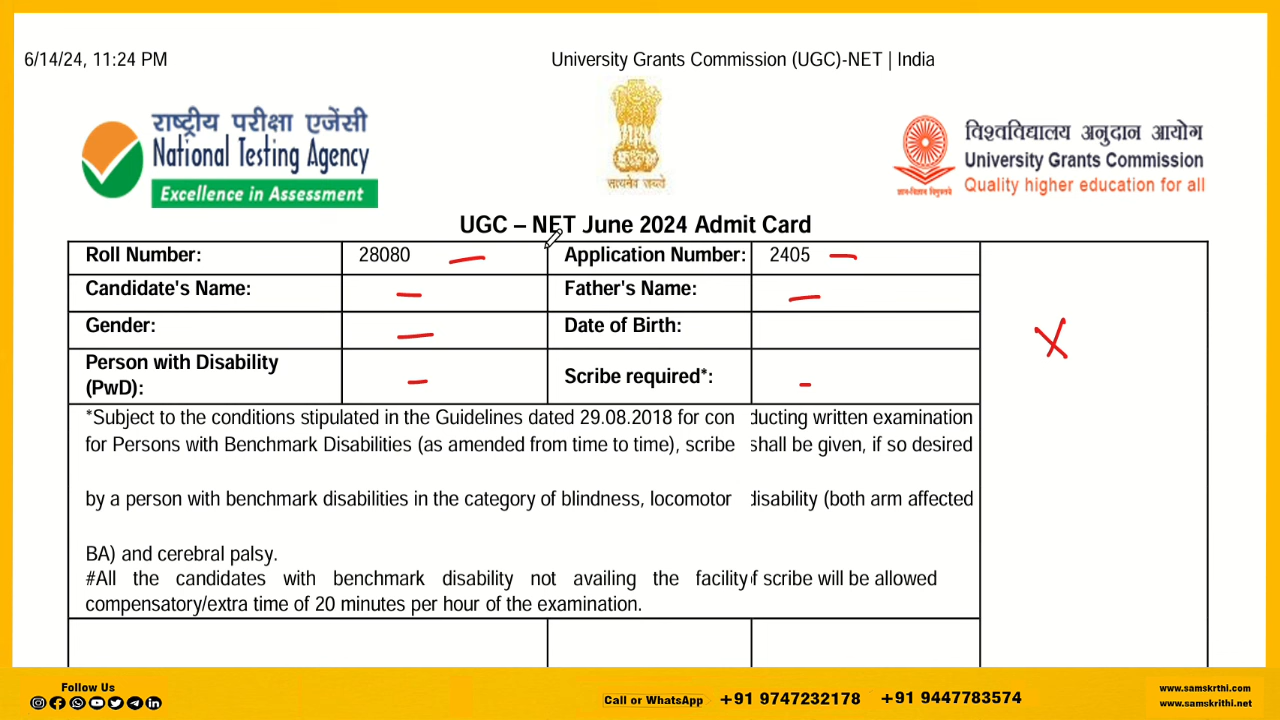 6/14/24, 11:24 PM University Grants Commission (UGC)-NET | India
राष्ट्रीय परीक्षा एजेंसी
National Testing Agency
Excellence in Assessment
सत्यमेव जयते
विश्वविद्यालय अनुदान आयोग
University Grants Commission
Quality higher education for all
ज्ञान-विज्ञान विमुक्तये
UGC – NET June 2024 Admit Card
Roll Number: 28080 Application Number: 2405
Candidate's Name: Father's Name:
Gender: Date of Birth:
Person with Disability
(PwD): Scribe required*:
*Subject to the conditions stipulated in the Guidelines dated 29.08.2018 for con ducting written examination
for Persons with Benchmark Disabilities (as amended from time to time), scribe shall be given, if so desired
by a person with benchmark disabilities in the category of blindness, locomotor disability (both arm affected
BA) and cerebral palsy.
#All the candidates with benchmark disability not availing the facility of scribe will be allowed
compensatory/extra time of 20 minutes per hour of the examination.
Follow Us
Call or WhatsApp +91 9747232178 +91 9447783574
www.samskrthi.com
www.samskrithi.net